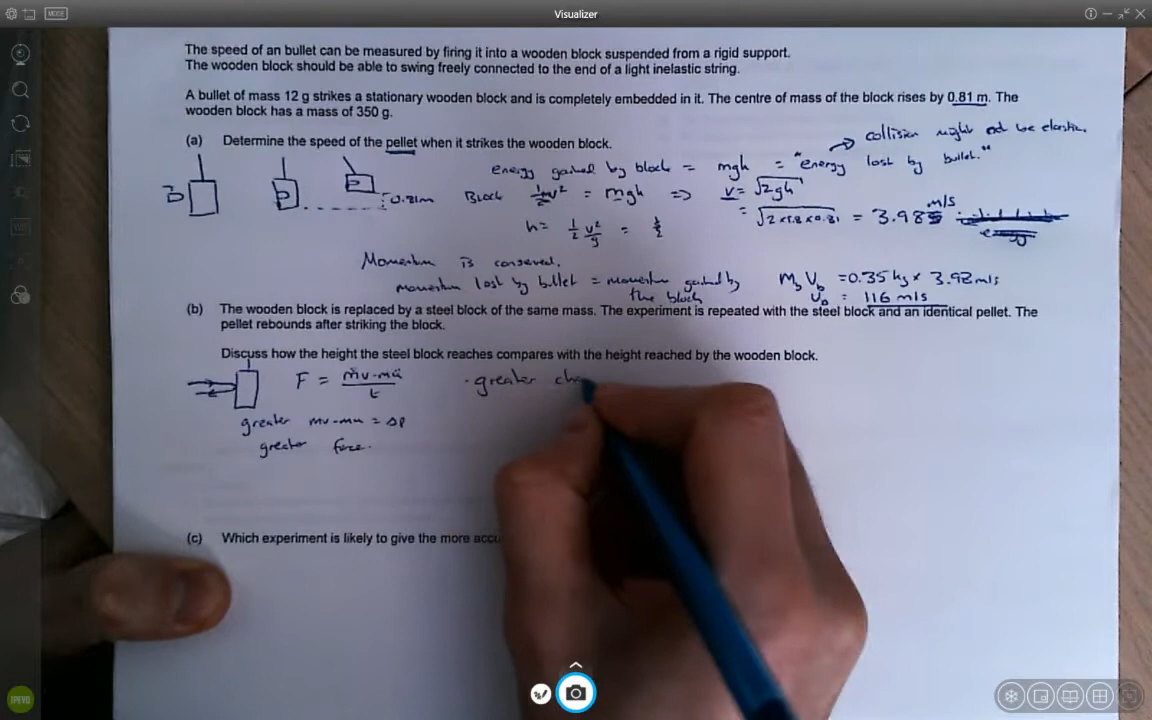 MODE
Visualizer
The speed of an bullet can be measured by firing it into a wooden block suspended from a rigid support.
The wooden block should be able to swing freely connected to the end of a light inelastic string.
A bullet of mass 12 g strikes a stationary wooden block and is completely embedded in it. The centre of mass of the block rises by 0.81 m. The
wooden block has a mass of 350 g.
collision might not be elastic.
(a) Determine the speed of the pellet when it strikes the wooden block.
energy gained by block = mgh = "energy lost by bullet."
0.81m
Block ½v² = mgh ⇒ v = √2gh
= √2×9.8×0.81 = 3.98 m/s
h = ½ v²/g =
Momentum is conserved.
momentum lost by bullet = momentum gained by
the block
= 0.35 kg × 3.98 m/s
= 116 m/s
(b) The wooden block is replaced by a steel block of the same mass. The experiment is repeated with the steel block and an identical pellet. The
pellet rebounds after striking the block.
Discuss how the height the steel block reaches compares with the height reached by the wooden block.
F = mv-mu / t
· greater cha
greater mv-mu = Δp
greater force.
(c) Which experiment is likely to give the more accu
IPEVO